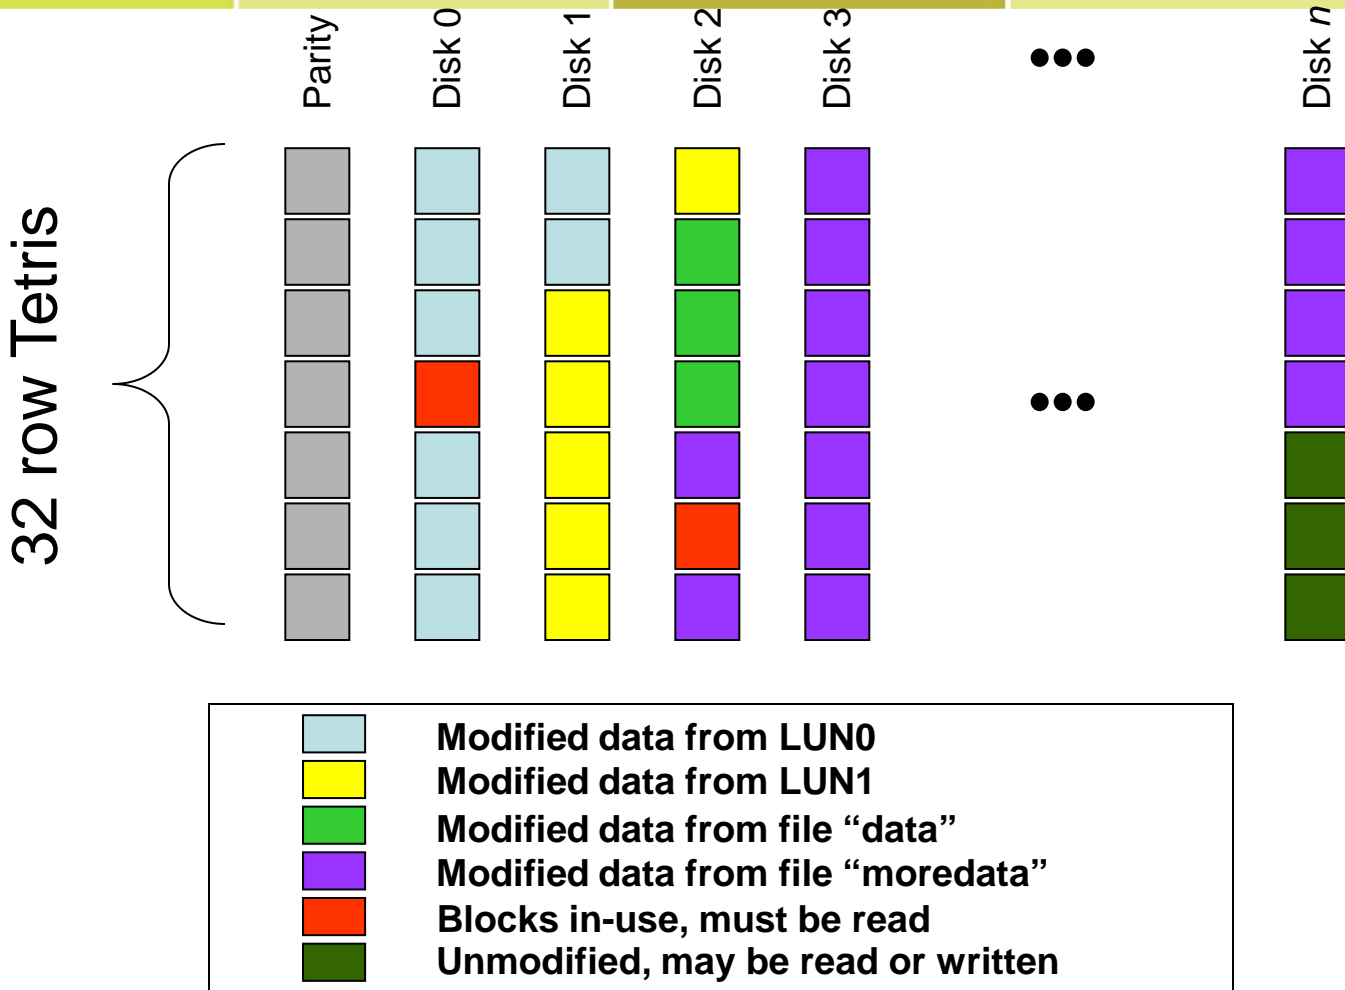 Parity
Disk 0
Disk 1
Disk 2
Disk 3
Disk n
32 row Tetris
Modified data from LUN0
Modified data from LUN1
Modified data from file “data”
Modified data from file “moredata”
Blocks in-use, must be read
Unmodified, may be read or written